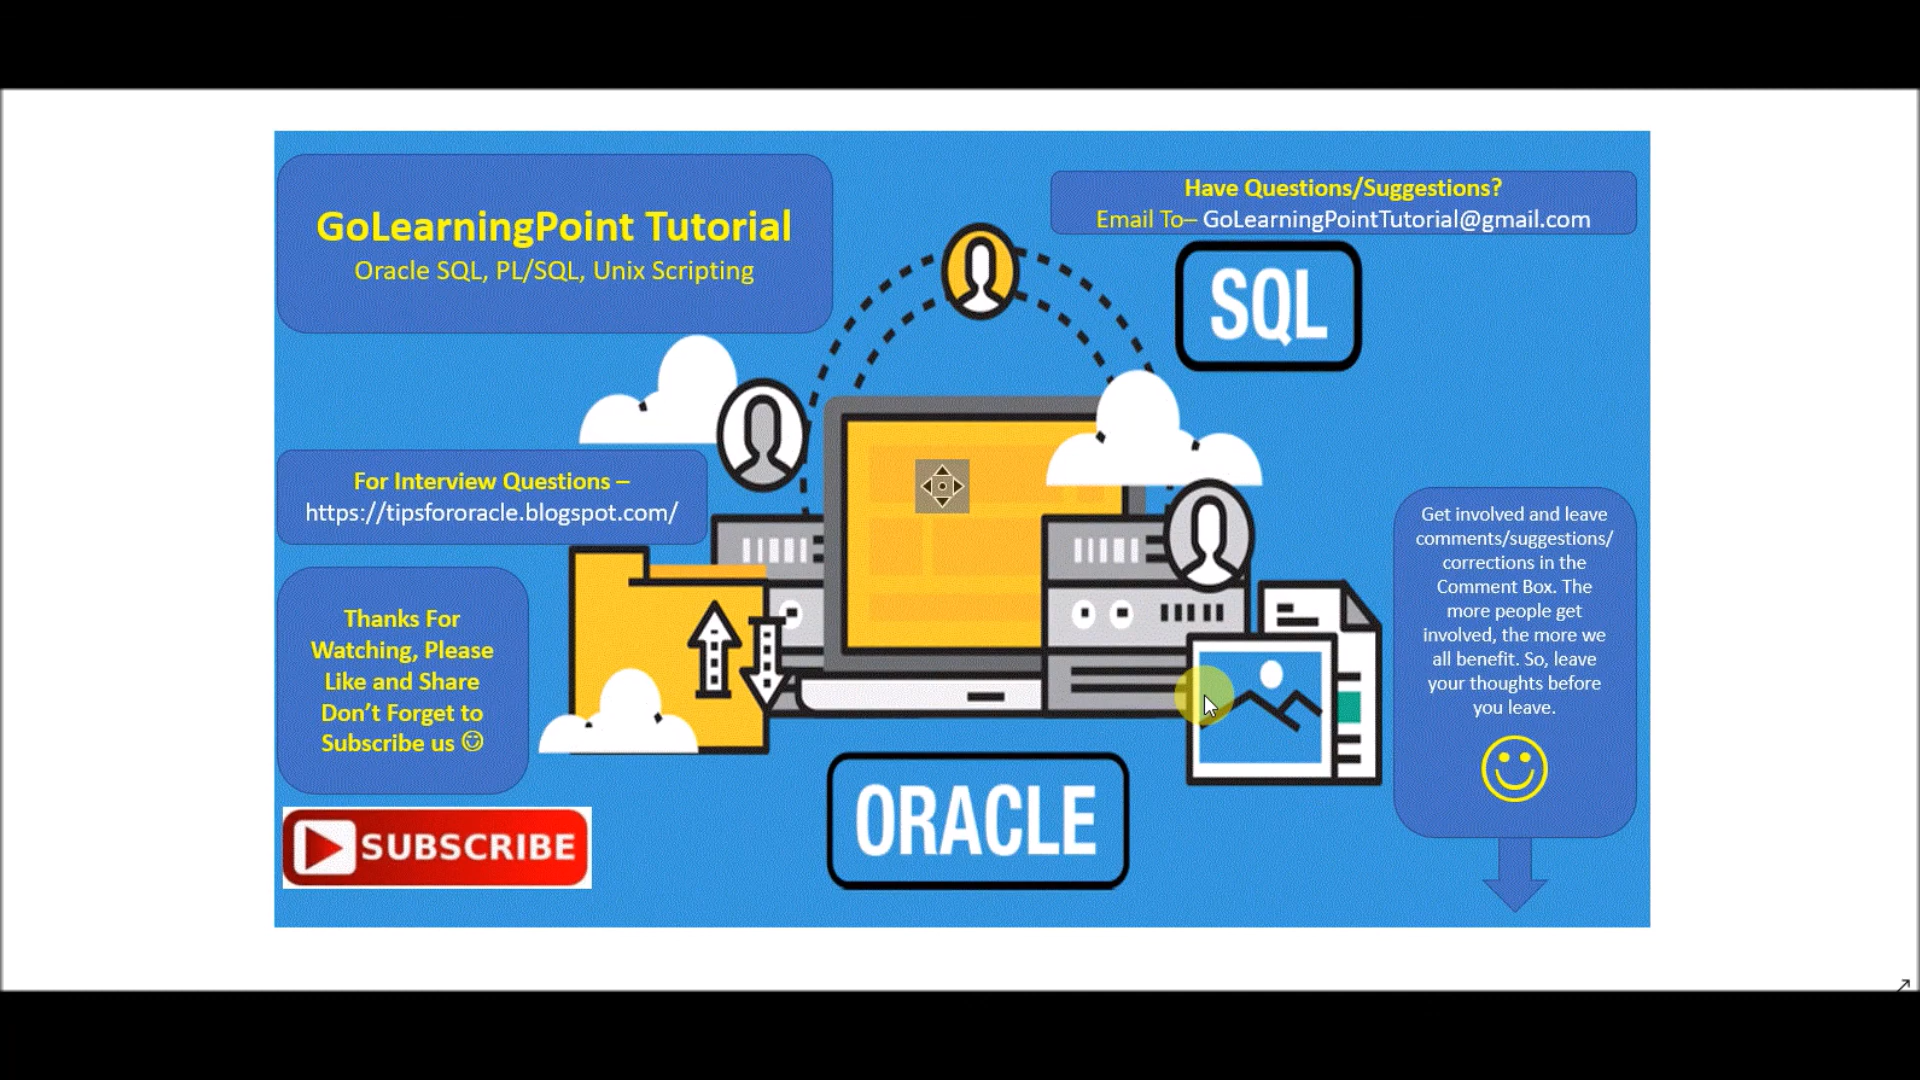 GoLearningPoint Tutorial
Oracle SQL, PL/SQL, Unix Scripting
Have Questions/Suggestions?
Email To– GoLearningPointTutorial@gmail.com
SQL
For Interview Questions –
https://tipsfororacle.blogspot.com/
Get involved and leave
comments/suggestions/
corrections in the
Comment Box. The
more people get
involved, the more we
all benefit. So, leave
your thoughts before
you leave.
Thanks For
Watching, Please
Like and Share
Don’t Forget to
Subscribe us ☺
SUBSCRIBE
ORACLE